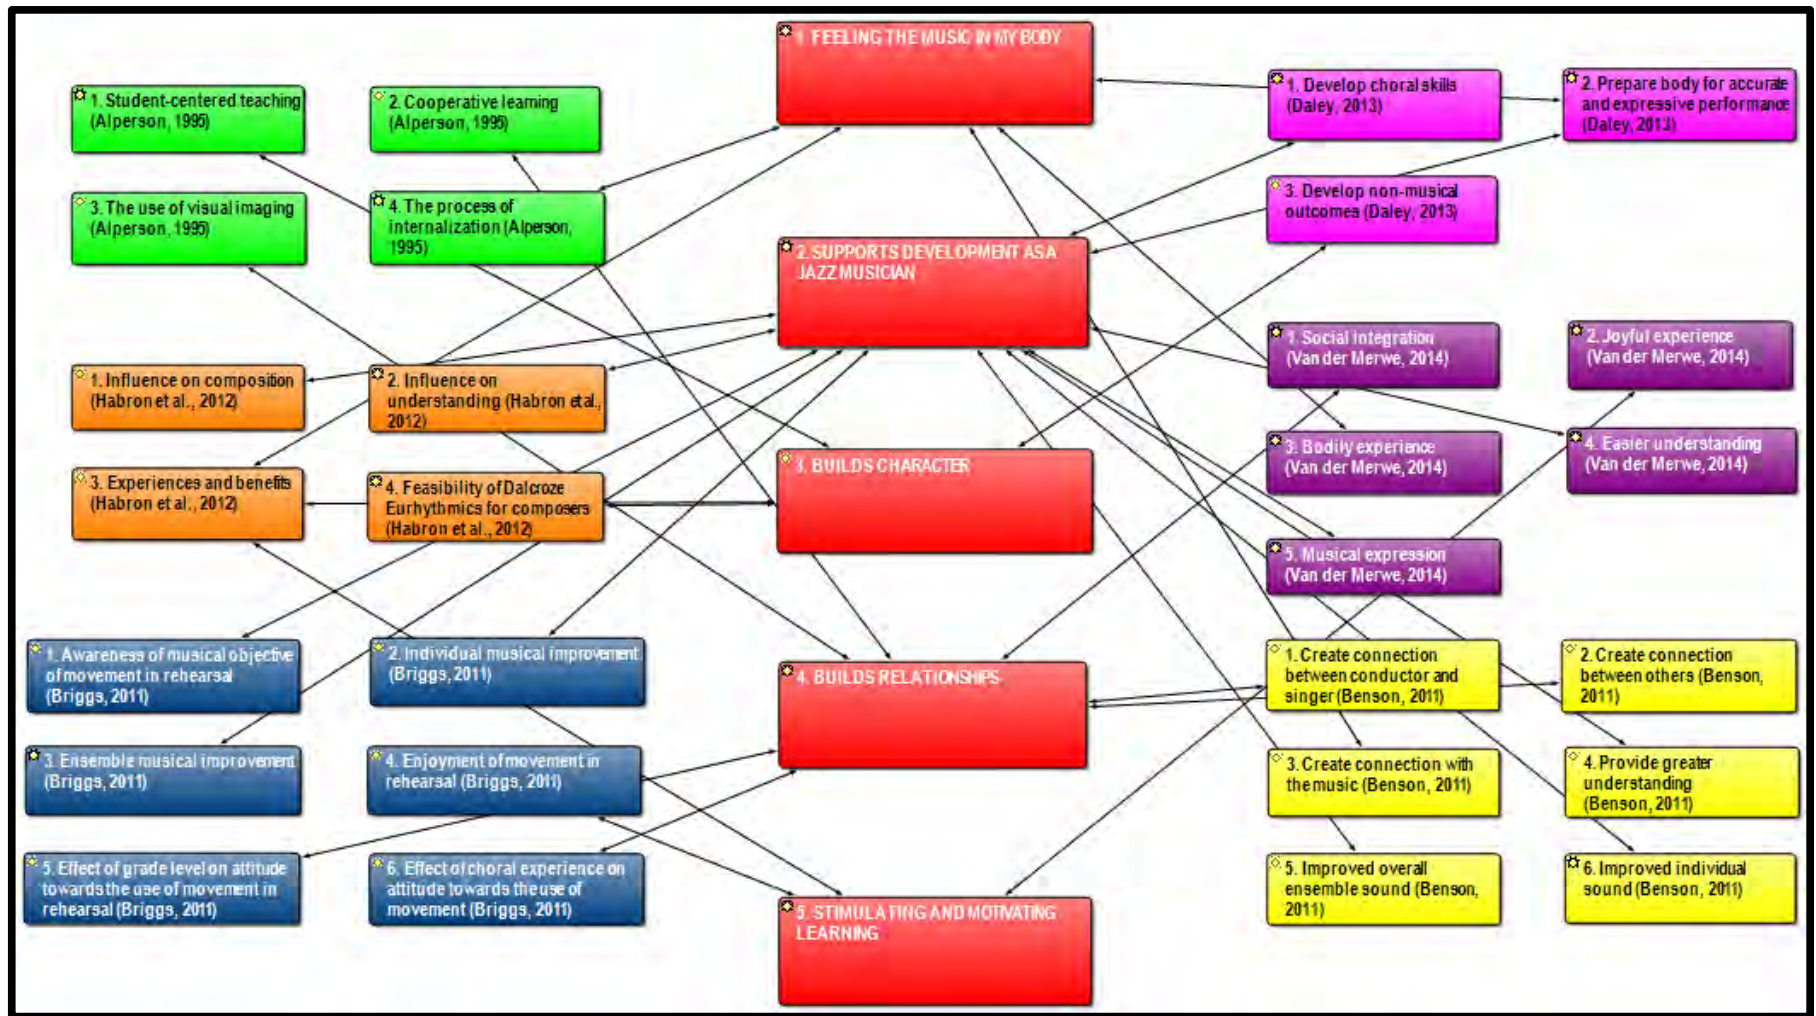 1. FEELING THE MUSIC IN MY BODY
1. Student-centered teaching
(Alperson, 1995)
2. Cooperative learning
(Alperson, 1995)
3. The use of visual imaging
(Alperson, 1995)
4. The process of
internalization (Alperson,
1995)
1. Develop choral skills
(Daley, 2013)
2. Prepare body for accurate
and expressive performance
(Daley, 2013)
3. Develop non-musical
outcomes (Daley, 2013)
2. SUPPORTS DEVELOPMENT AS A
JAZZ MUSICIAN
1. Influence on composition
(Habron et al., 2012)
2. Influence on
understanding (Habron et al.,
2012)
3. Experiences and benefits
(Habron et al., 2012)
4. Feasibility of Dalcroze
Eurhythmics for composers
(Habron et al., 2012)
3. BUILDS CHARACTER
1. Social integration
(Van der Merwe, 2014)
2. Joyful experience
(Van der Merwe, 2014)
3. Bodily experience
(Van der Merwe, 2014)
4. Easier understanding
(Van der Merwe, 2014)
5. Musical expression
(Van der Merwe, 2014)
1. Awareness of musical objective
of movement in rehearsal
(Briggs, 2011)
2. Individual musical improvement
(Briggs, 2011)
3. Ensemble musical improvement
(Briggs, 2011)
4. Enjoyment of movement in
rehearsal (Briggs, 2011)
5. Effect of grade level on attitude
towards the use of movement in
rehearsal (Briggs, 2011)
6. Effect of choral experience on
attitude towards the use of
movement (Briggs, 2011)
4. BUILDS RELATIONSHIPS
1. Create connection
between conductor and
singer (Benson, 2011)
2. Create connection
between others (Benson,
2011)
3. Create connection with
the music (Benson, 2011)
4. Provide greater
understanding
(Benson, 2011)
5. Improved overall
ensemble sound (Benson,
2011)
6. Improved individual
sound (Benson, 2011)
5. STIMULATING AND MOTIVATING
LEARNING